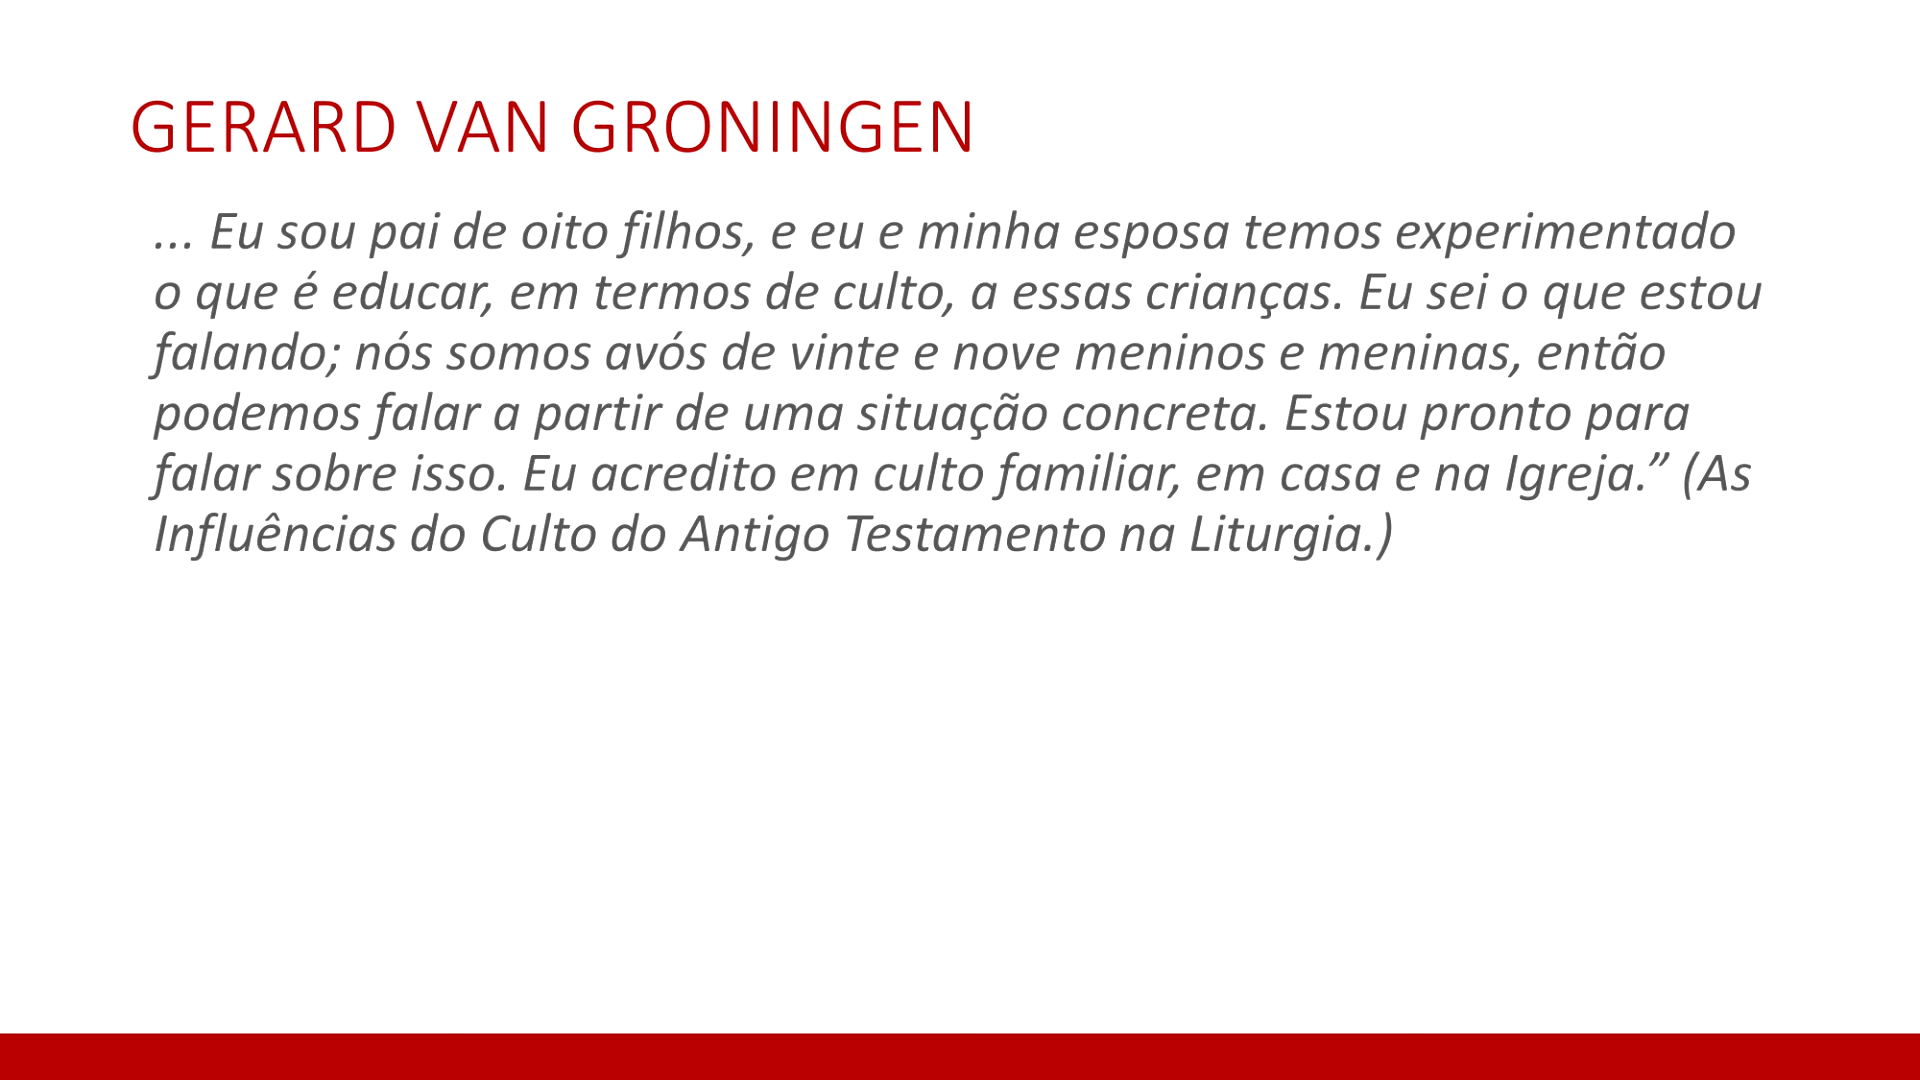 GERARD VAN GRONINGEN
... Eu sou pai de oito filhos, e eu e minha esposa temos experimentado
o que é educar, em termos de culto, a essas crianças. Eu sei o que estou
falando; nós somos avós de vinte e nove meninos e meninas, então
podemos falar a partir de uma situação concreta. Estou pronto para
falar sobre isso. Eu acredito em culto familiar, em casa e na Igreja.” (As
Influências do Culto do Antigo Testamento na Liturgia.)